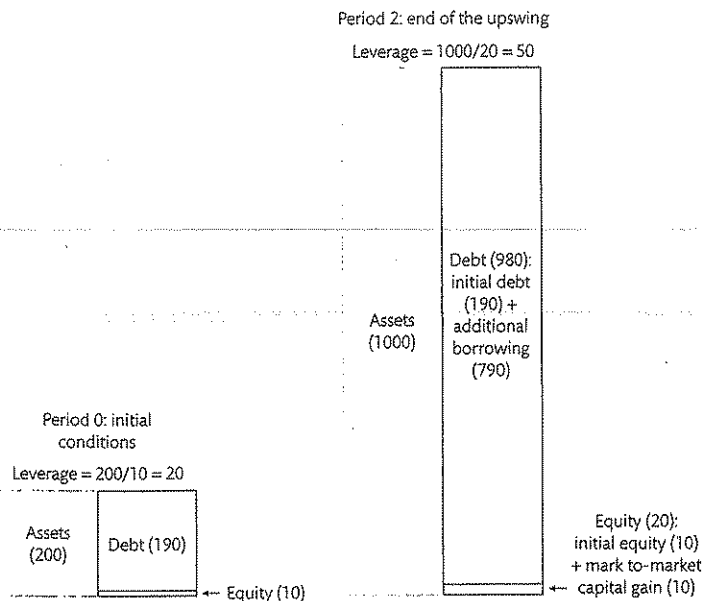 Period 2: end of the upswing
Leverage = 1000/20 = 50
Debt (980):
initial debt
(190) +
additional
borrowing
(790)
Assets
(1000)
Period 0: initial
conditions
Leverage = 200/10 = 20
Assets
(200)
Debt (190)
Equity (10)
Equity (20):
initial equity (10)
+ mark to-market
capital gain (10)